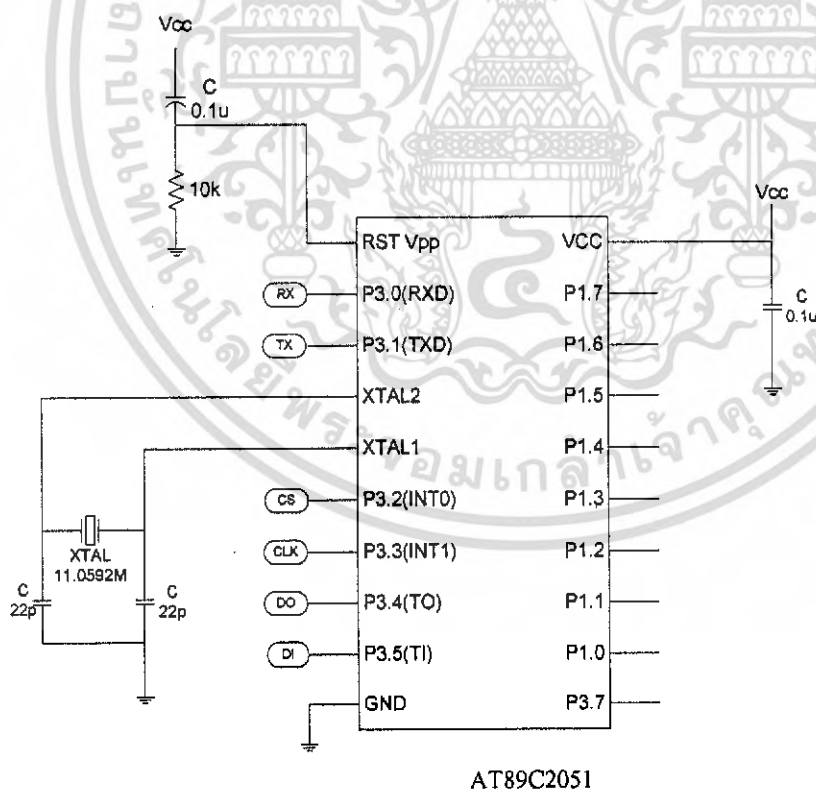 Vcc
C
0.1u
10k
Vcc
C
0.1u
RST Vpp
VCC
RX
P3.0(RXD)
P1.7
TX
P3.1(TXD)
P1.6
XTAL2
P1.5
XTAL1
P1.4
CS
P3.2(INT0)
P1.3
CLK
P3.3(INT1)
P1.2
XTAL
11.0592M
C
22p
C
22p
DO
P3.4(TO)
P1.1
DI
P3.5(TI)
P1.0
GND
P3.7
AT89C2051